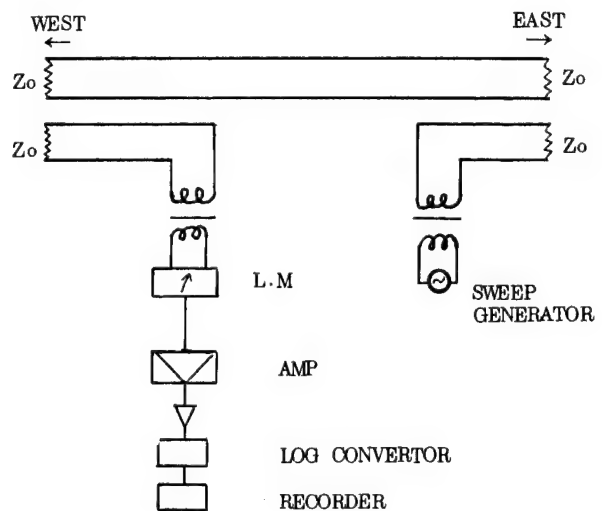 WEST
EAST
Zo
Zo
Zo
Zo
L.M
SWEEP
GENERATOR
AMP
LOG CONVERTOR
RECORDER